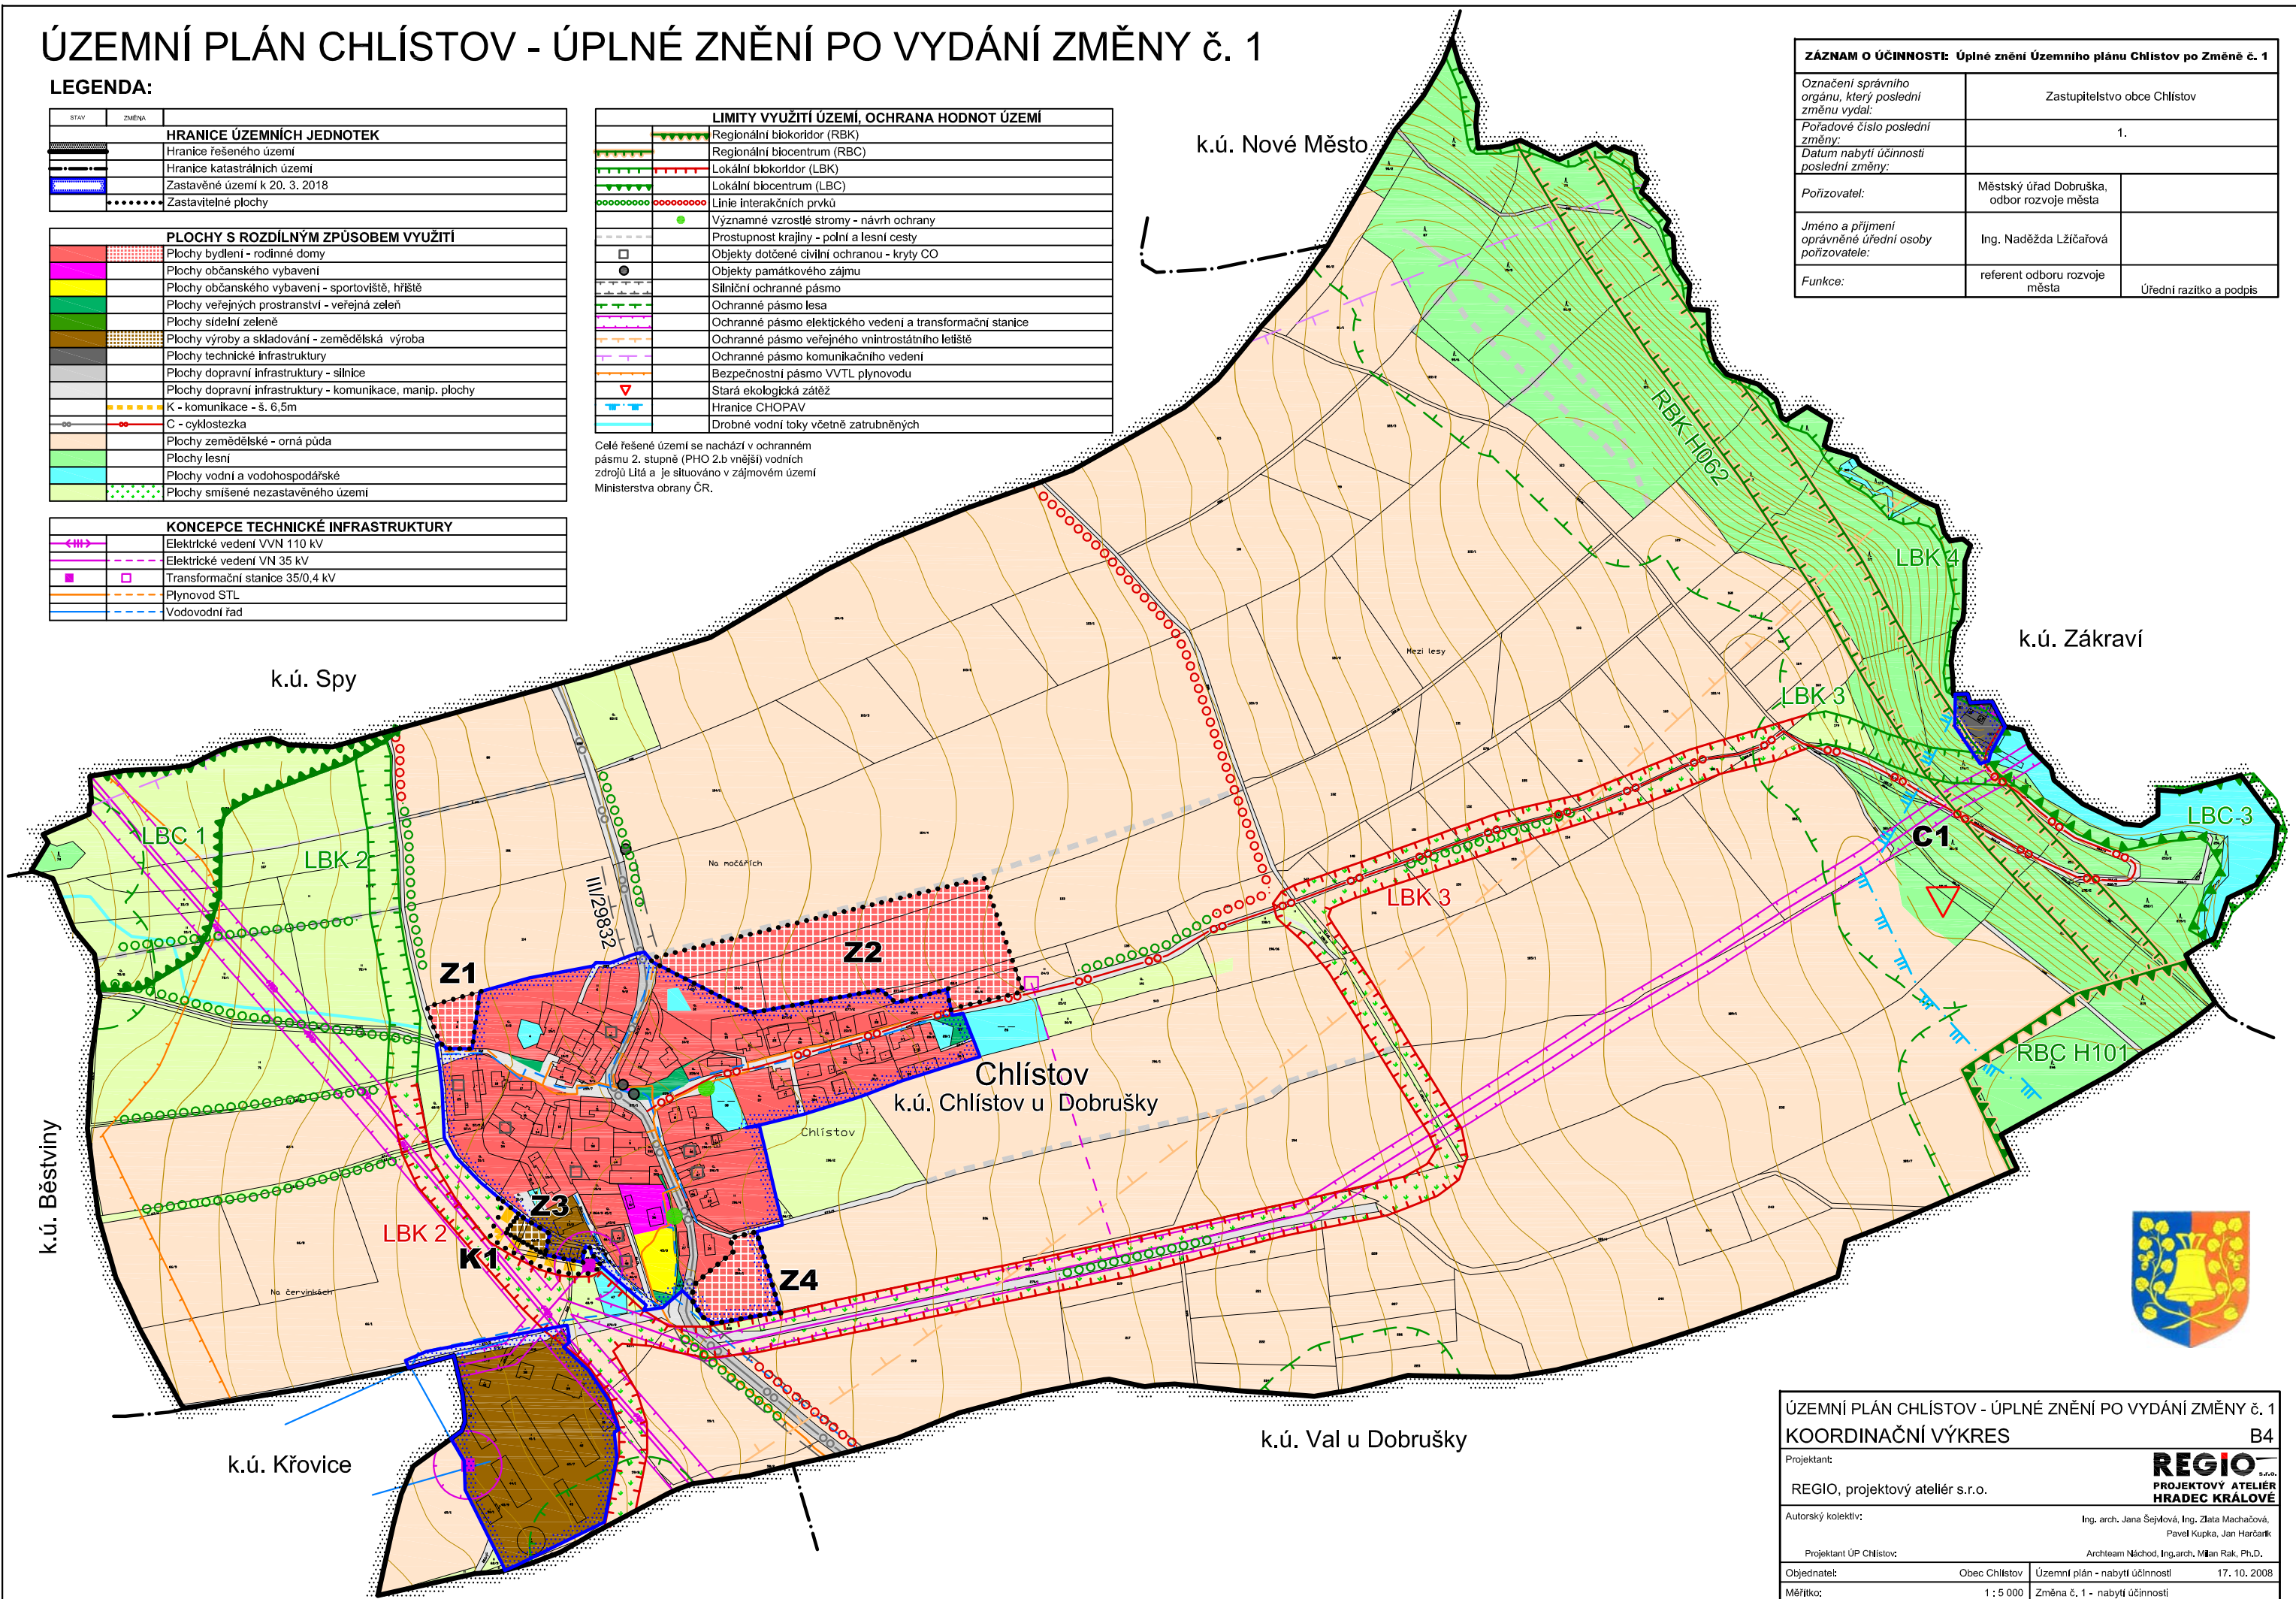 ÚZEMNÍ PLÁN CHLÍSTOV - ÚPLNÉ ZNĚNÍ PO VYDÁNÍ ZMĚNY č. 1
LEGENDA:
STAV ZMĚNA
HRANICE ÚZEMNÍCH JEDNOTEK
Hranice řešeného území
Hranice katastrálních území
Zastavěné území k 20. 3. 2018
Zastavitelné plochy
PLOCHY S ROZDÍLNÝM ZPŮSOBEM VYUŽITÍ
Plochy bydlení - rodinné domy
Plochy občanského vybavení
Plochy občanského vybavení - sportoviště, hřiště
Plochy veřejných prostranství - veřejná zeleň
Plochy sídelní zeleně
Plochy výroby a skladování - zemědělská výroba
Plochy technické infrastruktury
Plochy dopravní infrastruktury - silnice
Plochy dopravní infrastruktury - komunikace, manip. plochy
K - komunikace - š. 6,5m
C - cyklostezka
Plochy zemědělské - orná půda
Plochy lesní
Plochy vodní a vodohospodářské
Plochy smíšené nezastavěného území
KONCEPCE TECHNICKÉ INFRASTRUKTURY
Elektrické vedení VVN 110 kV
Elektrické vedení VN 35 kV
Transformační stanice 35/0,4 kV
Plynovod STL
Vodovodní řad
LIMITY VYUŽITÍ ÚZEMÍ, OCHRANA HODNOT ÚZEMÍ
Regionální biokoridor (RBK)
Regionální biocentrum (RBC)
Lokální biokoridor (LBK)
Lokální biocentrum (LBC)
Linie interakčních prvků
Významné vzrostlé stromy - návrh ochrany
Prostupnost krajiny - polní a lesní cesty
Objekty dotčené civilní ochranou - kryty CO
Objekty památkového zájmu
Silniční ochranné pásmo
Ochranné pásmo lesa
Ochranné pásmo elektického vedení a transformační stanice
Ochranné pásmo veřejného vnintrostátního letiště
Ochranné pásmo komunikačního vedení
Bezpečnostní pásmo VVTL plynovodu
Stará ekologická zátěž
Hranice CHOPAV
Drobné vodní toky včetně zatrubněných
Celé řešené území se nachází v ochranném
pásmu 2. stupně (PHO 2.b vnější) vodních
zdrojů Litá a je situováno v zájmovém území
Ministerstva obrany ČR.
ZÁZNAM O ÚČINNOSTI: Úplné znění Územního plánu Chlístov po Změně č. 1
Označení správního
orgánu, který poslední
změnu vydal:
Zastupitelstvo obce Chlístov
Pořadové číslo poslední
změny:
1.
Datum nabytí účinnosti
poslední změny:
Pořizovatel:
Městský úřad Dobruška,
odbor rozvoje města
Jméno a příjmení
oprávněné úřední osoby
pořizovatele:
Ing. Naděžda Lžíčařová
Funkce:
referent odboru rozvoje
města
Úřední razítko a podpis
k.ú. Nové Město
k.ú. Spy
k.ú. Zákraví
k.ú. Běstviny
k.ú. Křovice
k.ú. Val u Dobrušky
RBK H062
LBK 4
Mezi lesy
LBK 3
LBC 1
LBK 2
LBC 3
C1
Na močářích
III/29832
LBK 3
Z2
Z1
RBC H101
Chlístov
k.ú. Chlístov u Dobrušky
Chlístov
Z3
LBK 2
K1
Z4
Na červinkách
ÚZEMNÍ PLÁN CHLÍSTOV - ÚPLNÉ ZNĚNÍ PO VYDÁNÍ ZMĚNY č. 1
KOORDINAČNÍ VÝKRES B4
Projektant:
REGIO, projektový ateliér s.r.o.
REGIO s.r.o.
PROJEKTOVÝ ATELIÉR
HRADEC KRÁLOVÉ
Autorský kolektiv:
Ing. arch. Jana Šejvlová, Ing. Zlata Machačová,
Pavel Kupka, Jan Harčarik
Projektant ÚP Chlístov: Archteam Náchod, Ing.arch. Milan Rak, Ph.D.
Objednatel: Obec Chlístov Územní plán - nabytí účinnosti 17. 10. 2008
Měřítko: 1 : 5 000 Změna č. 1 - nabytí účinnosti